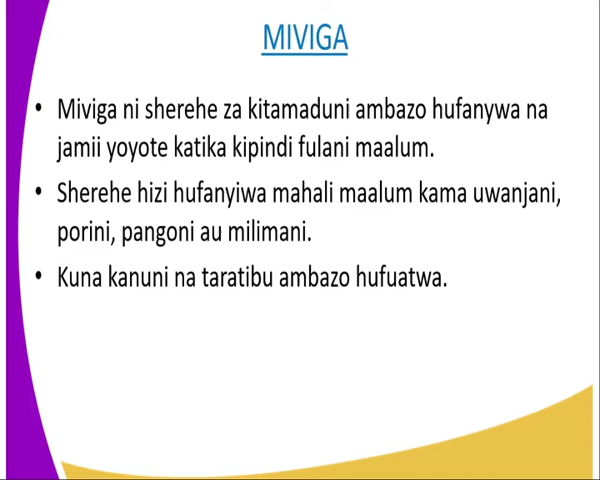 MIVIGA
• Miviga ni sherehe za kitamaduni ambazo hufanywa na
jamii yoyote katika kipindi fulani maalum.
• Sherehe hizi hufanyiwa mahali maalum kama uwanjani,
porini, pangoni au milimani.
• Kuna kanuni na taratibu ambazo hufuatwa.